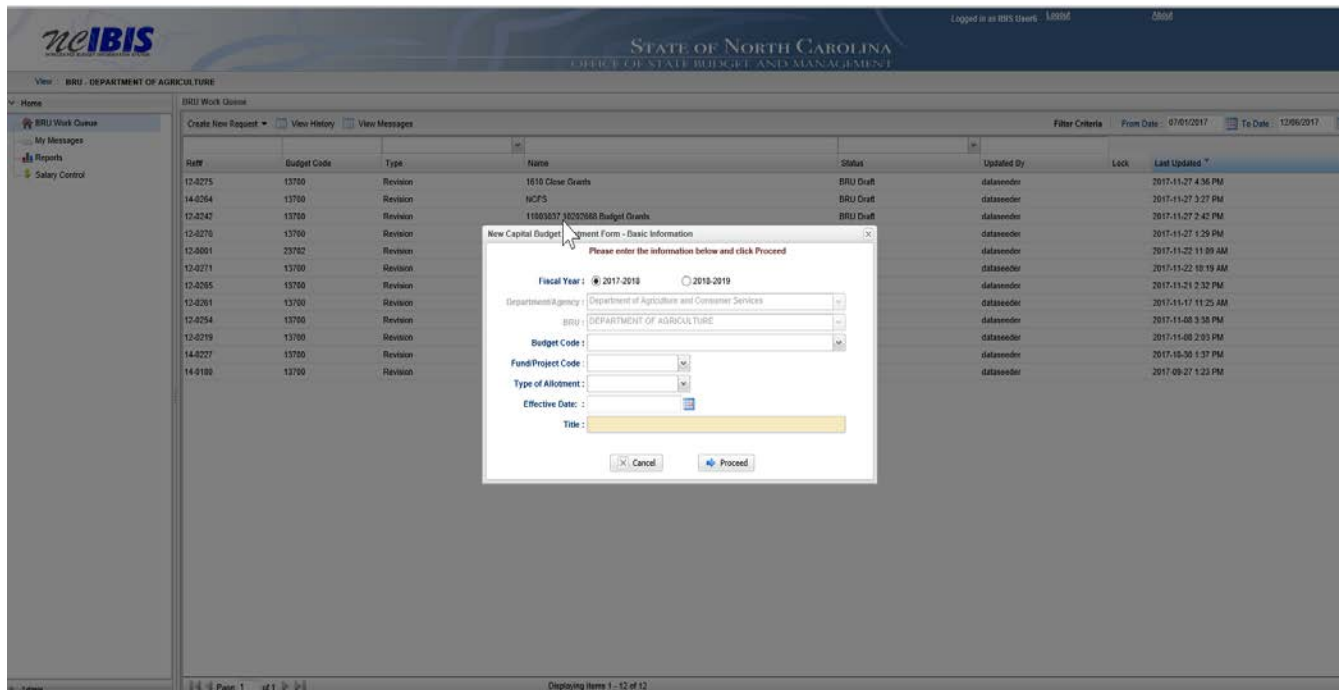 Logged in as IBIS User6 Logout About
ncIBIS
INTEGRATED BUDGET INFORMATION SYSTEM
STATE OF NORTH CAROLINA
OFFICE OF STATE BUDGET AND MANAGEMENT
View : BRU - DEPARTMENT OF AGRICULTURE
Home
BRU Work Queue
My Messages
Reports
Salary Control
BRU Work Queue
Create New Request View History View Messages Filter Criteria From Date : 07/01/2017 To Date : 12/06/2017
Ref# Budget Code Type Name Status Updated By Lock Last Updated
12-0275 13700 Revision 1610 Close Grants BRU Draft dataseeder 2017-11-27 4:36 PM
14-0264 13700 Revision NCFS BRU Draft dataseeder 2017-11-27 3:27 PM
12-0242 13700 Revision 11803037 10202660 Budget Grants BRU Draft dataseeder 2017-11-27 2:42 PM
12-0270 13700 Revision dataseeder 2017-11-27 1:29 PM
12-0001 23702 Revision dataseeder 2017-11-22 11:09 AM
12-0271 13700 Revision dataseeder 2017-11-22 10:19 AM
12-0265 13700 Revision dataseeder 2017-11-21 2:32 PM
12-0261 13700 Revision dataseeder 2017-11-17 11:25 AM
12-0254 13700 Revision dataseeder 2017-11-08 3:58 PM
12-0219 13700 Revision dataseeder 2017-11-08 2:03 PM
14-0227 13700 Revision dataseeder 2017-10-30 1:37 PM
14-0180 13700 Revision dataseeder 2017-09-27 1:23 PM
New Capital Budget Form - Basic Information
Please enter the information below and click Proceed
Fiscal Year : 2017-2018 2018-2019
Department/Agency : Department of Agriculture and Consumer Services
BRU : DEPARTMENT OF AGRICULTURE
Budget Code :
Fund/Project Code :
Type of Allotment :
Effective Date: :
Title :
Cancel Proceed
Page 1 of 1 Displaying items 1 - 12 of 12